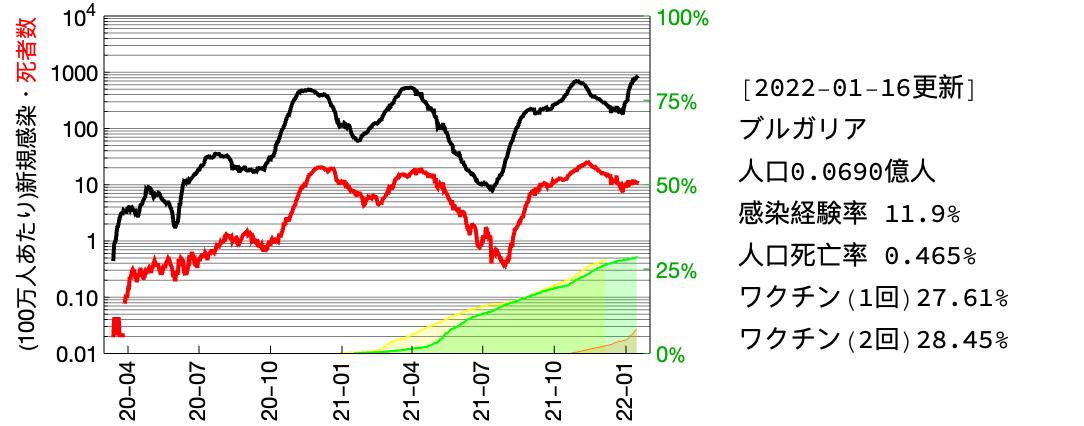 (100万人あたり)新規感染・死者数
10^4
1000
100
10
1
0.10
0.01
100%
75%
50%
25%
0%
20-04
20-07
20-10
21-01
21-04
21-07
21-10
22-01
[2022-01-16更新]
ブルガリア
人口0.0690億人
感染経験率 11.9%
人口死亡率 0.465%
ワクチン(1回)27.61%
ワクチン(2回)28.45%